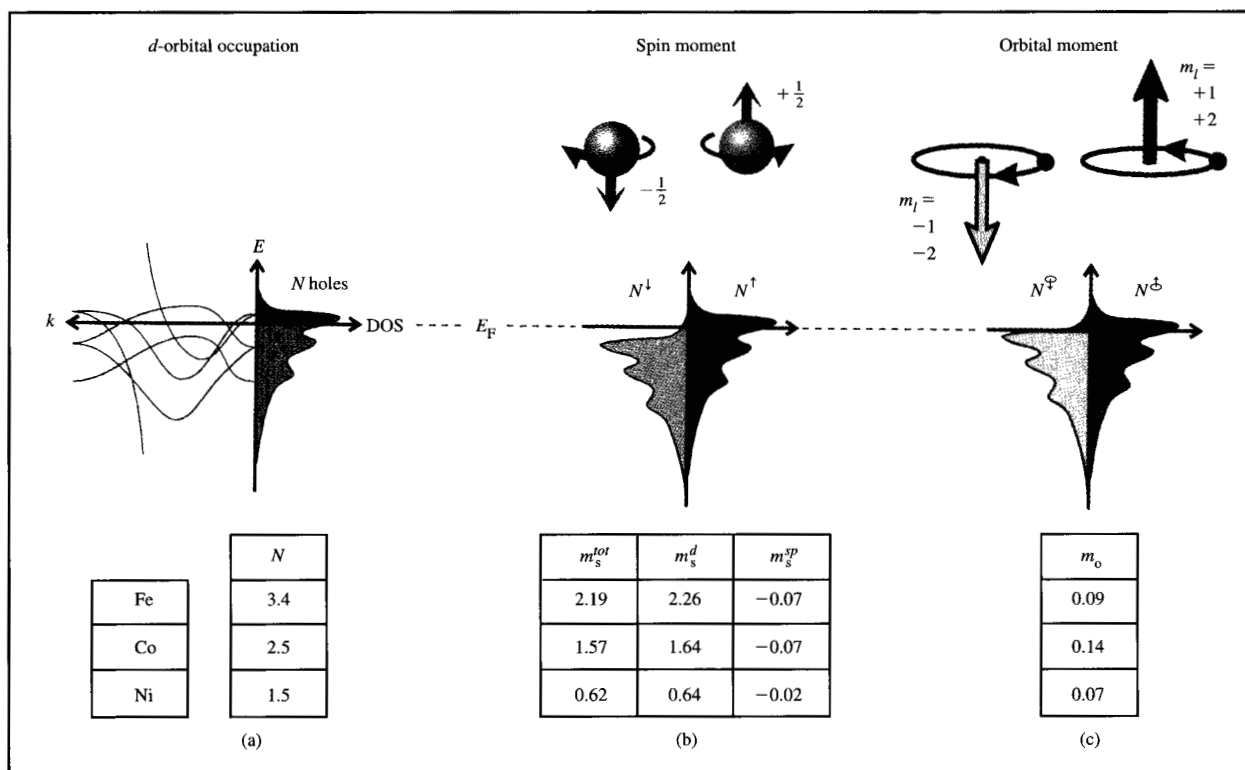 d-orbital occupation
Spin moment
Orbital moment
+ 1/2
− 1/2
m_l =
+1
+2
m_l =
−1
−2
E
N holes
k
DOS
E_F
N↓
N↑
N
N
N
Fe 3.4
Co 2.5
Ni 1.5
(a)
m_s^tot m_s^d m_s^sp
2.19 2.26 −0.07
1.57 1.64 −0.07
0.62 0.64 −0.02
(b)
m_o
0.09
0.14
0.07
(c)